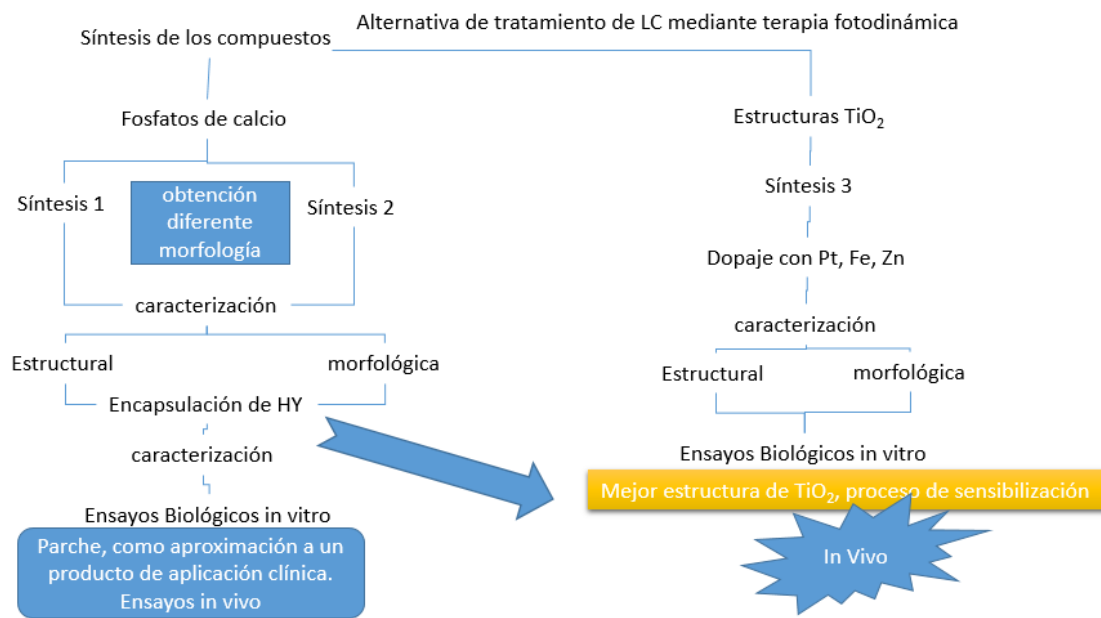 Alternativa de tratamiento de LC mediante terapia fotodinámica
Síntesis de los compuestos
Fosfatos de calcio
Síntesis 1
obtención
diferente
morfología
Síntesis 2
caracterización
Estructural
morfológica
Encapsulación de HY
caracterización
Ensayos Biológicos in vitro
Parche, como aproximación a un
producto de aplicación clínica.
Ensayos in vivo
Estructuras TiO₂
Síntesis 3
Dopaje con Pt, Fe, Zn
caracterización
Estructural
morfológica
Ensayos Biológicos in vitro
Mejor estructura de TiO₂, proceso de sensibilización
In Vivo